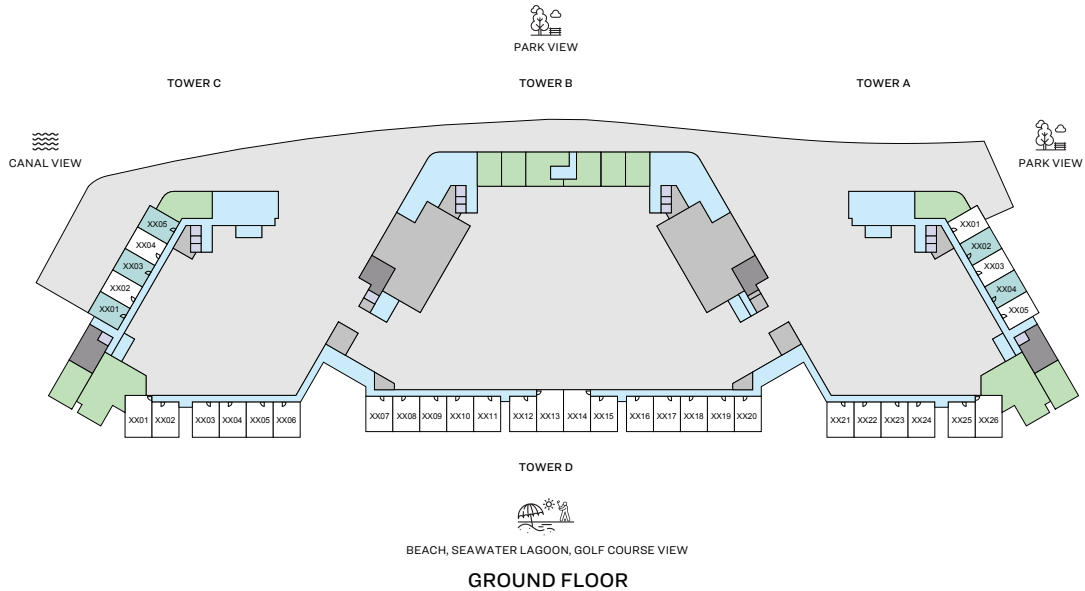 PARK VIEW
TOWER C
TOWER B
TOWER A
CANAL VIEW
PARK VIEW
XX05
XX04
XX03
XX02
XX01
XX01
XX02
XX03
XX04
XX05
XX01 XX02 XX03 XX04 XX05 XX06 XX07 XX08 XX09 XX10 XX11 XX12 XX13 XX14 XX15 XX16 XX17 XX18 XX19 XX20 XX21 XX22 XX23 XX24 XX25 XX26
TOWER D
BEACH, SEAWATER LAGOON, GOLF COURSE VIEW
GROUND FLOOR